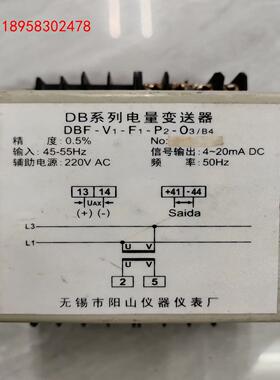 18958302478
DB系列电量变送器
DBF-V1-F1-P2-O3/B4
精 度: 0.5% No:
输入: 45-55Hz 信号输出: 4~20mA DC
辅助电源: 220V AC 频 率: 50Hz
13 14 +41 -44
UAX Saida
(+) (-)
L3
L1
U V
U V
2 5
无锡市阳山仪器仪表厂